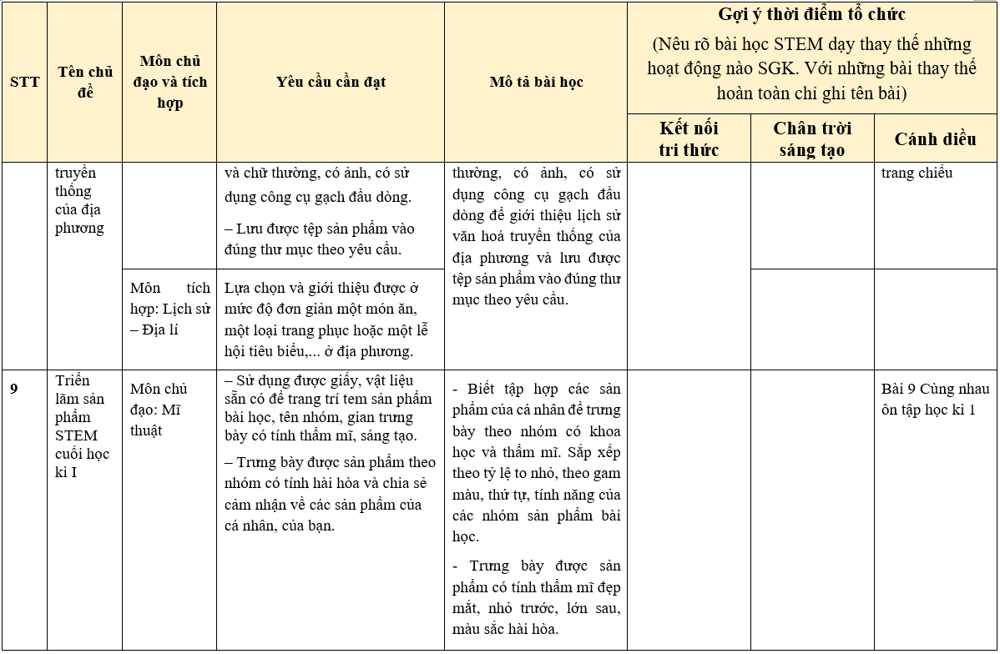 STT
Tên chủ
đề
Môn chủ
đạo và tích
hợp
Yêu cầu cần đạt
Mô tả bài học
Gợi ý thời điểm tổ chức
(Nêu rõ bài học STEM dạy thay thế những
hoạt động nào SGK. Với những bài thay thế
hoàn toàn chỉ ghi tên bài)
Kết nối
tri thức
Chân trời
sáng tạo
Cánh diều
truyền
thống
của địa
phương
và chữ thường, có ảnh, có sử
dụng công cụ gạch đầu dòng.
– Lưu được tệp sản phẩm vào
đúng thư mục theo yêu cầu.
thường, có ảnh, có sử
dụng công cụ gạch đầu
dòng để giới thiệu lịch sử
văn hoá truyền thống của
địa phương và lưu được
tệp sản phẩm vào đúng thư
mục theo yêu cầu.
trang chiếu
Môn tích
hợp: Lịch sử
– Địa lí
Lựa chọn và giới thiệu được ở
mức độ đơn giản một món ăn,
một loại trang phục hoặc một lễ
hội tiêu biểu,... ở địa phương.
9
Triển
lãm sản
phẩm
STEM
cuối học
kì I
Môn chủ
đạo: Mĩ
thuật
– Sử dụng được giấy, vật liệu
sẵn có để trang trí tem sản phẩm
bài học, tên nhóm, gian trưng
bày có tính thẩm mĩ, sáng tạo.
– Trưng bày được sản phẩm theo
nhóm có tính hài hòa và chia sẻ
cảm nhận về các sản phẩm của
cá nhân, của bạn.
- Biết tập hợp các sản
phẩm của cá nhân để trưng
bày theo nhóm có khoa
học và thẩm mĩ. Sắp xếp
theo tỷ lệ to nhỏ, theo gam
màu, thứ tự, tính năng của
các nhóm sản phẩm bài
học.
- Trưng bày được sản
phẩm có tính thẩm mĩ đẹp
mắt, nhỏ trước, lớn sau,
màu sắc hài hòa.
Bài 9 Cùng nhau
ôn tập học kì 1